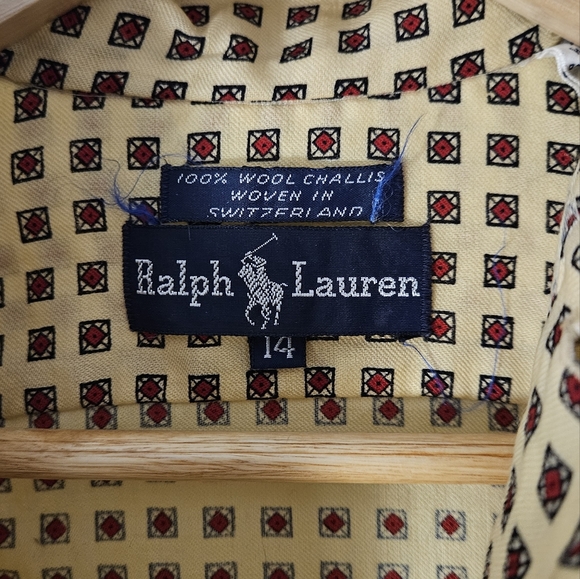 100% WOOL CHALLIS
WOVEN IN
SWITZERLAND
Ralph Lauren
14